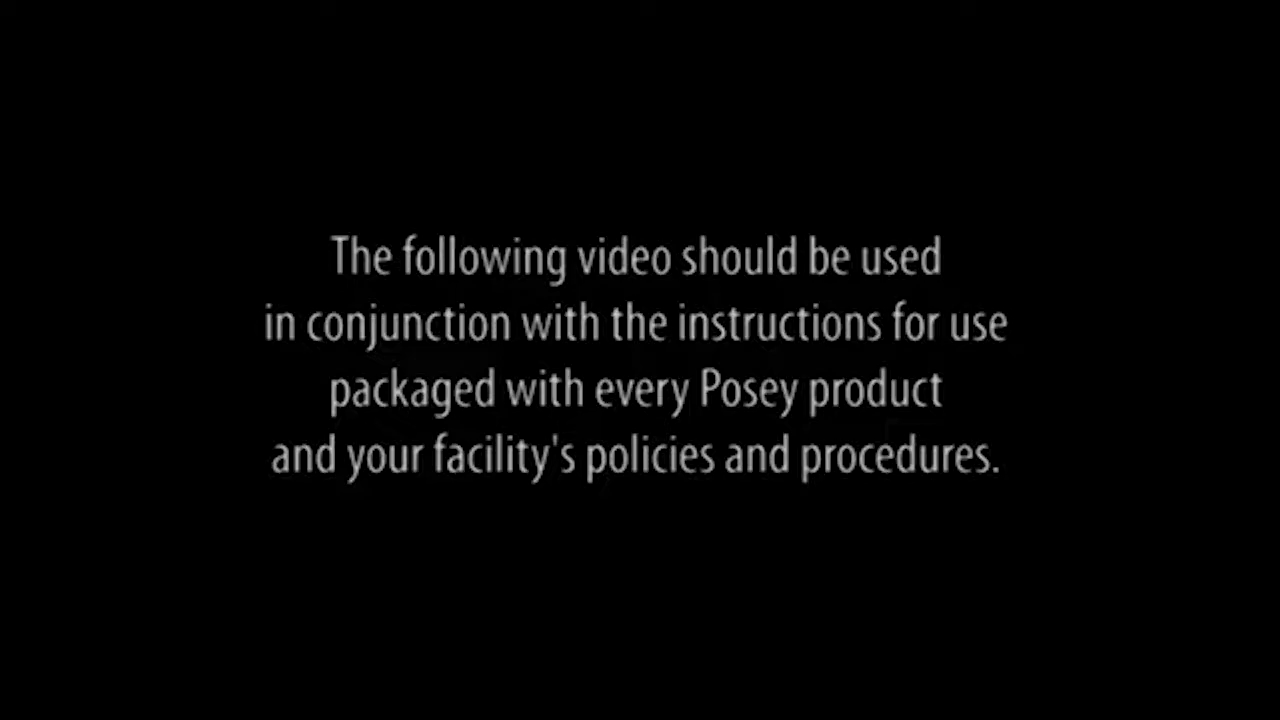 The following video should be used
in conjunction with the instructions for use
packaged with every Posey product
and your facility's policies and procedures.